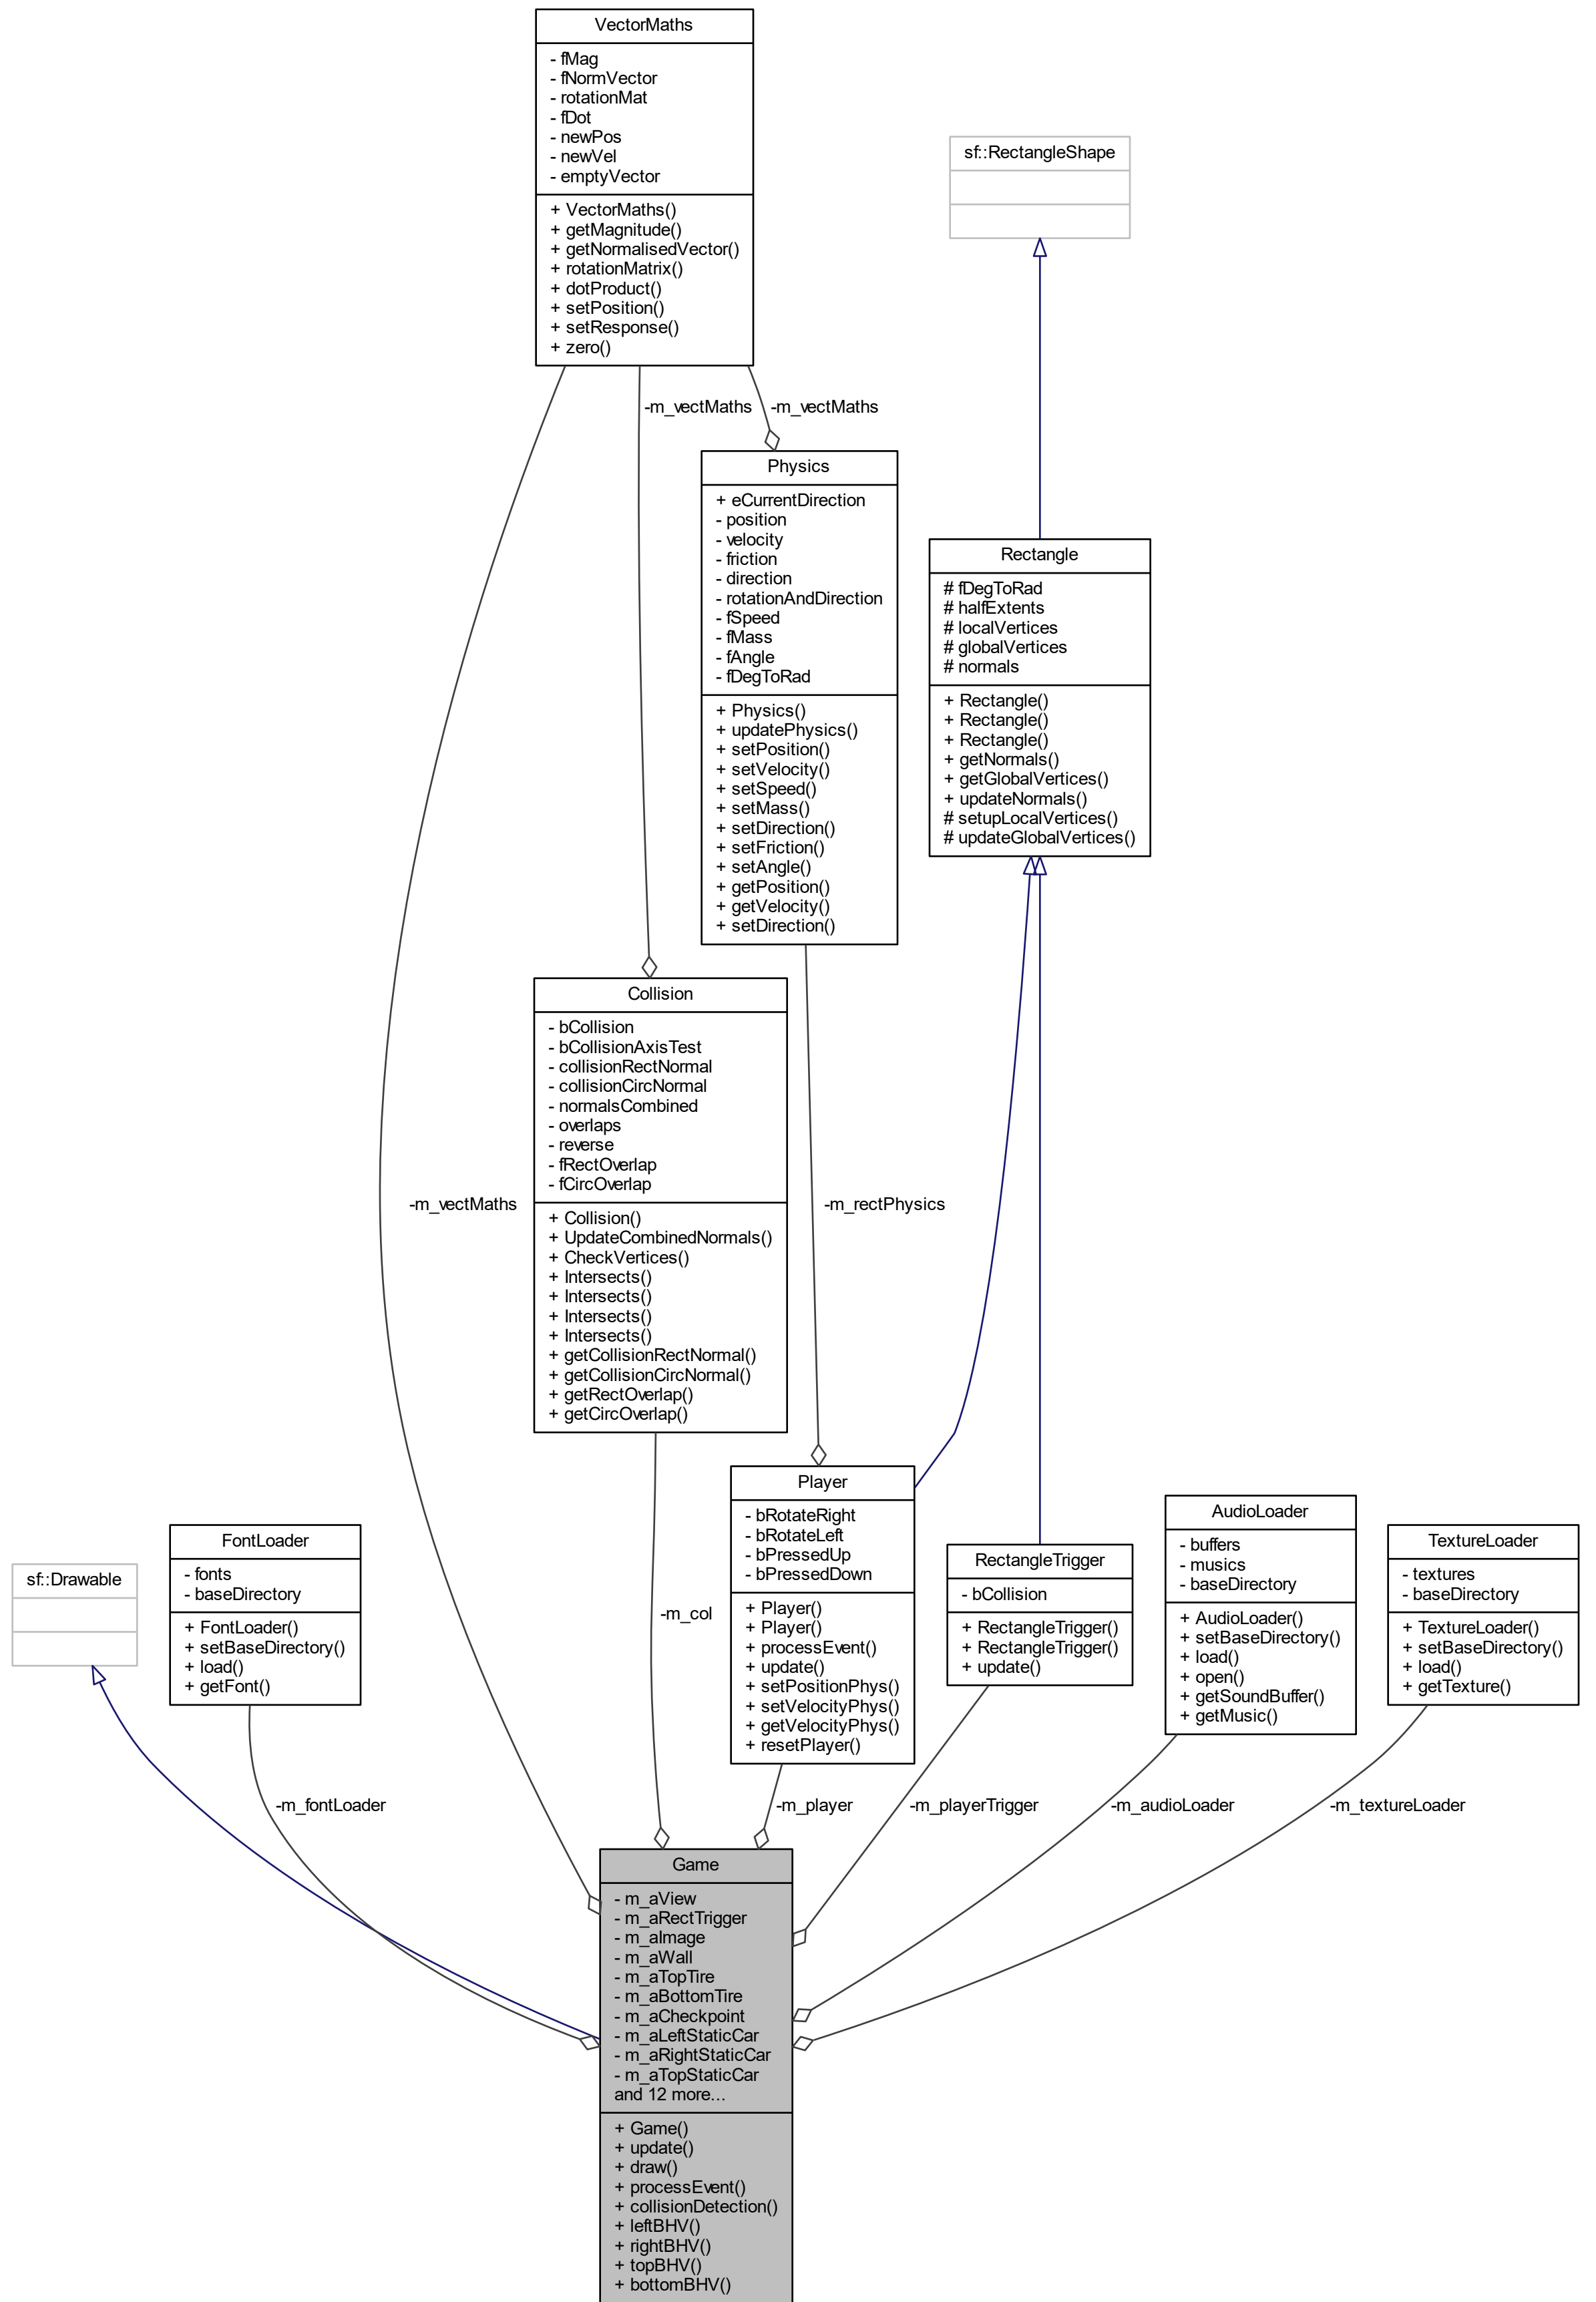 VectorMaths
- fMag
- fNormVector
- rotationMat
- fDot
- newPos
- newVel
- emptyVector
+ VectorMaths()
+ getMagnitude()
+ getNormalisedVector()
+ rotationMatrix()
+ dotProduct()
+ setPosition()
+ setResponse()
+ zero()
sf::RectangleShape
-m_vectMaths
-m_vectMaths
Physics
+ eCurrentDirection
- position
- velocity
- friction
- direction
- rotationAndDirection
- fSpeed
- fMass
- fAngle
- fDegToRad
+ Physics()
+ updatePhysics()
+ setPosition()
+ setVelocity()
+ setSpeed()
+ setMass()
+ setDirection()
+ setFriction()
+ setAngle()
+ getPosition()
+ getVelocity()
+ setDirection()
Rectangle
# fDegToRad
# halfExtents
# localVertices
# globalVertices
# normals
+ Rectangle()
+ Rectangle()
+ Rectangle()
+ getNormals()
+ getGlobalVertices()
+ updateNormals()
# setupLocalVertices()
# updateGlobalVertices()
Collision
- bCollision
- bCollisionAxisTest
- collisionRectNormal
- collisionCircNormal
- normalsCombined
- overlaps
- reverse
- fRectOverlap
- fCircOverlap
+ Collision()
+ UpdateCombinedNormals()
+ CheckVertices()
+ Intersects()
+ Intersects()
+ Intersects()
+ Intersects()
+ getCollisionRectNormal()
+ getCollisionCircNormal()
+ getRectOverlap()
+ getCircOverlap()
-m_vectMaths
-m_rectPhysics
sf::Drawable
FontLoader
- fonts
- baseDirectory
+ FontLoader()
+ setBaseDirectory()
+ load()
+ getFont()
-m_col
Player
- bRotateRight
- bRotateLeft
- bPressedUp
- bPressedDown
+ Player()
+ Player()
+ processEvent()
+ update()
+ setPositionPhys()
+ setVelocityPhys()
+ getVelocityPhys()
+ resetPlayer()
RectangleTrigger
- bCollision
+ RectangleTrigger()
+ RectangleTrigger()
+ update()
AudioLoader
- buffers
- musics
- baseDirectory
+ AudioLoader()
+ setBaseDirectory()
+ load()
+ open()
+ getSoundBuffer()
+ getMusic()
TextureLoader
- textures
- baseDirectory
+ TextureLoader()
+ setBaseDirectory()
+ load()
+ getTexture()
-m_fontLoader
-m_player
-m_playerTrigger
-m_audioLoader
-m_textureLoader
Game
- m_aView
- m_aRectTrigger
- m_aImage
- m_aWall
- m_aTopTire
- m_aBottomTire
- m_aCheckpoint
- m_aLeftStaticCar
- m_aRightStaticCar
- m_aTopStaticCar
and 12 more...
+ Game()
+ update()
+ draw()
+ processEvent()
+ collisionDetection()
+ leftBHV()
+ rightBHV()
+ topBHV()
+ bottomBHV()